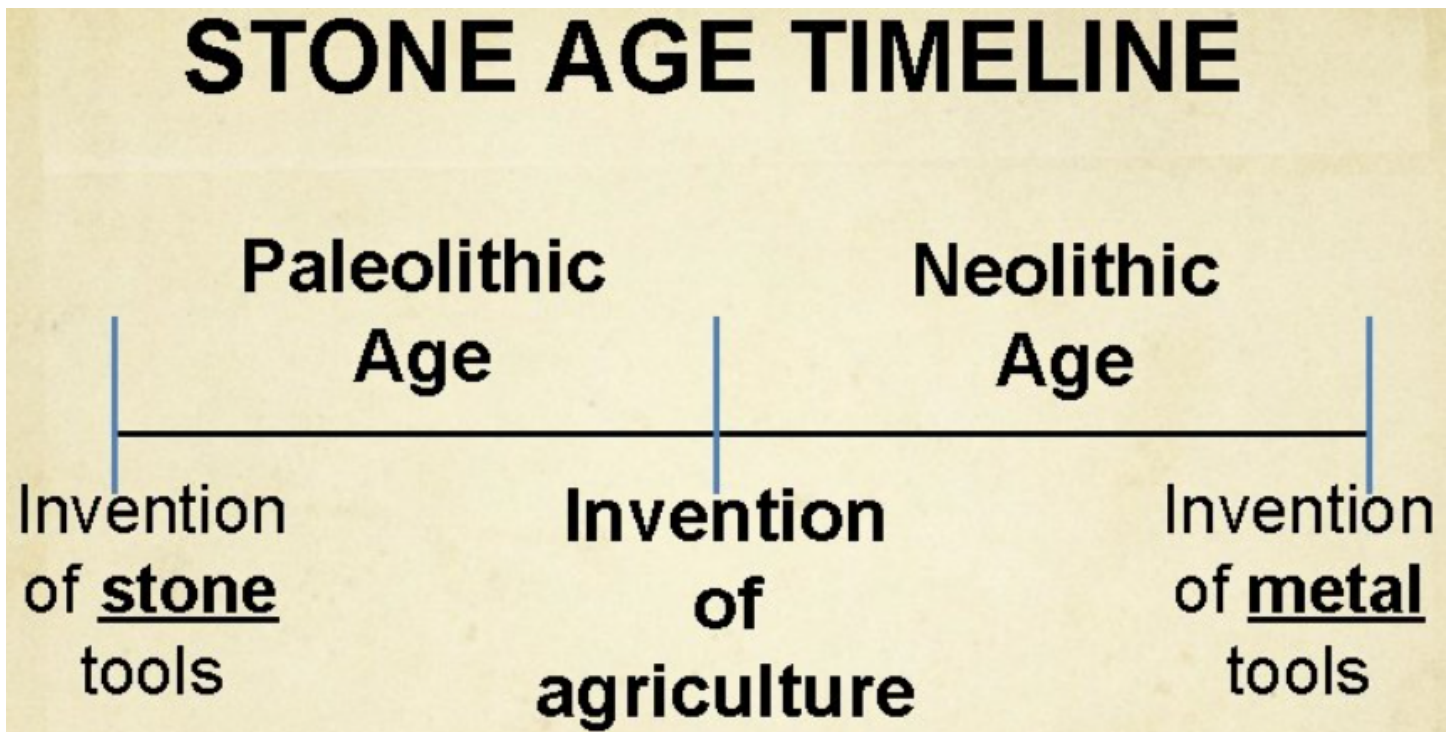 STONE AGE TIMELINE
Paleolithic
Age
Neolithic
Age
Invention
of stone
tools
Invention
of
agriculture
Invention
of metal
tools